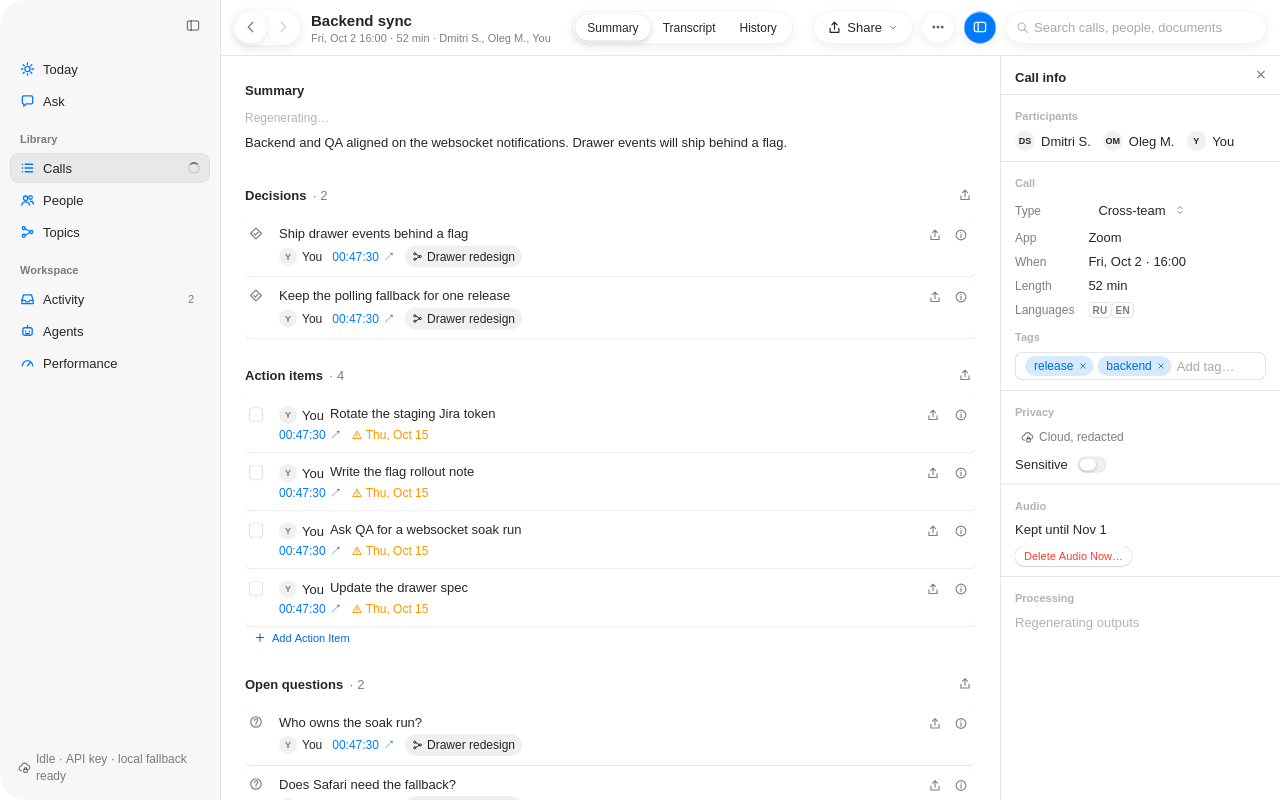 Today
Ask
Library
Calls
People
Topics
Workspace
Activity 2
Agents
Performance
Idle · API key · local fallback
ready
Backend sync
Fri, Oct 2 16:00 · 52 min · Dmitri S., Oleg M., You
Summary Transcript History
Share
Search calls, people, documents
Summary
Regenerating…
Backend and QA aligned on the websocket notifications. Drawer events will ship behind a flag.
Decisions · 2
Ship drawer events behind a flag
Y You 00:47:30 Drawer redesign
Keep the polling fallback for one release
Y You 00:47:30 Drawer redesign
Action items · 4
Y You Rotate the staging Jira token
00:47:30 Thu, Oct 15
Y You Write the flag rollout note
00:47:30 Thu, Oct 15
Y You Ask QA for a websocket soak run
00:47:30 Thu, Oct 15
Y You Update the drawer spec
00:47:30 Thu, Oct 15
Add Action Item
Open questions · 2
Who owns the soak run?
Y You 00:47:30 Drawer redesign
Does Safari need the fallback?
Call info
Participants
DS Dmitri S. OM Oleg M. Y You
Call
Type Cross-team
App Zoom
When Fri, Oct 2 · 16:00
Length 52 min
Languages RU EN
Tags
release backend Add tag…
Privacy
Cloud, redacted
Sensitive
Audio
Kept until Nov 1
Delete Audio Now…
Processing
Regenerating outputs